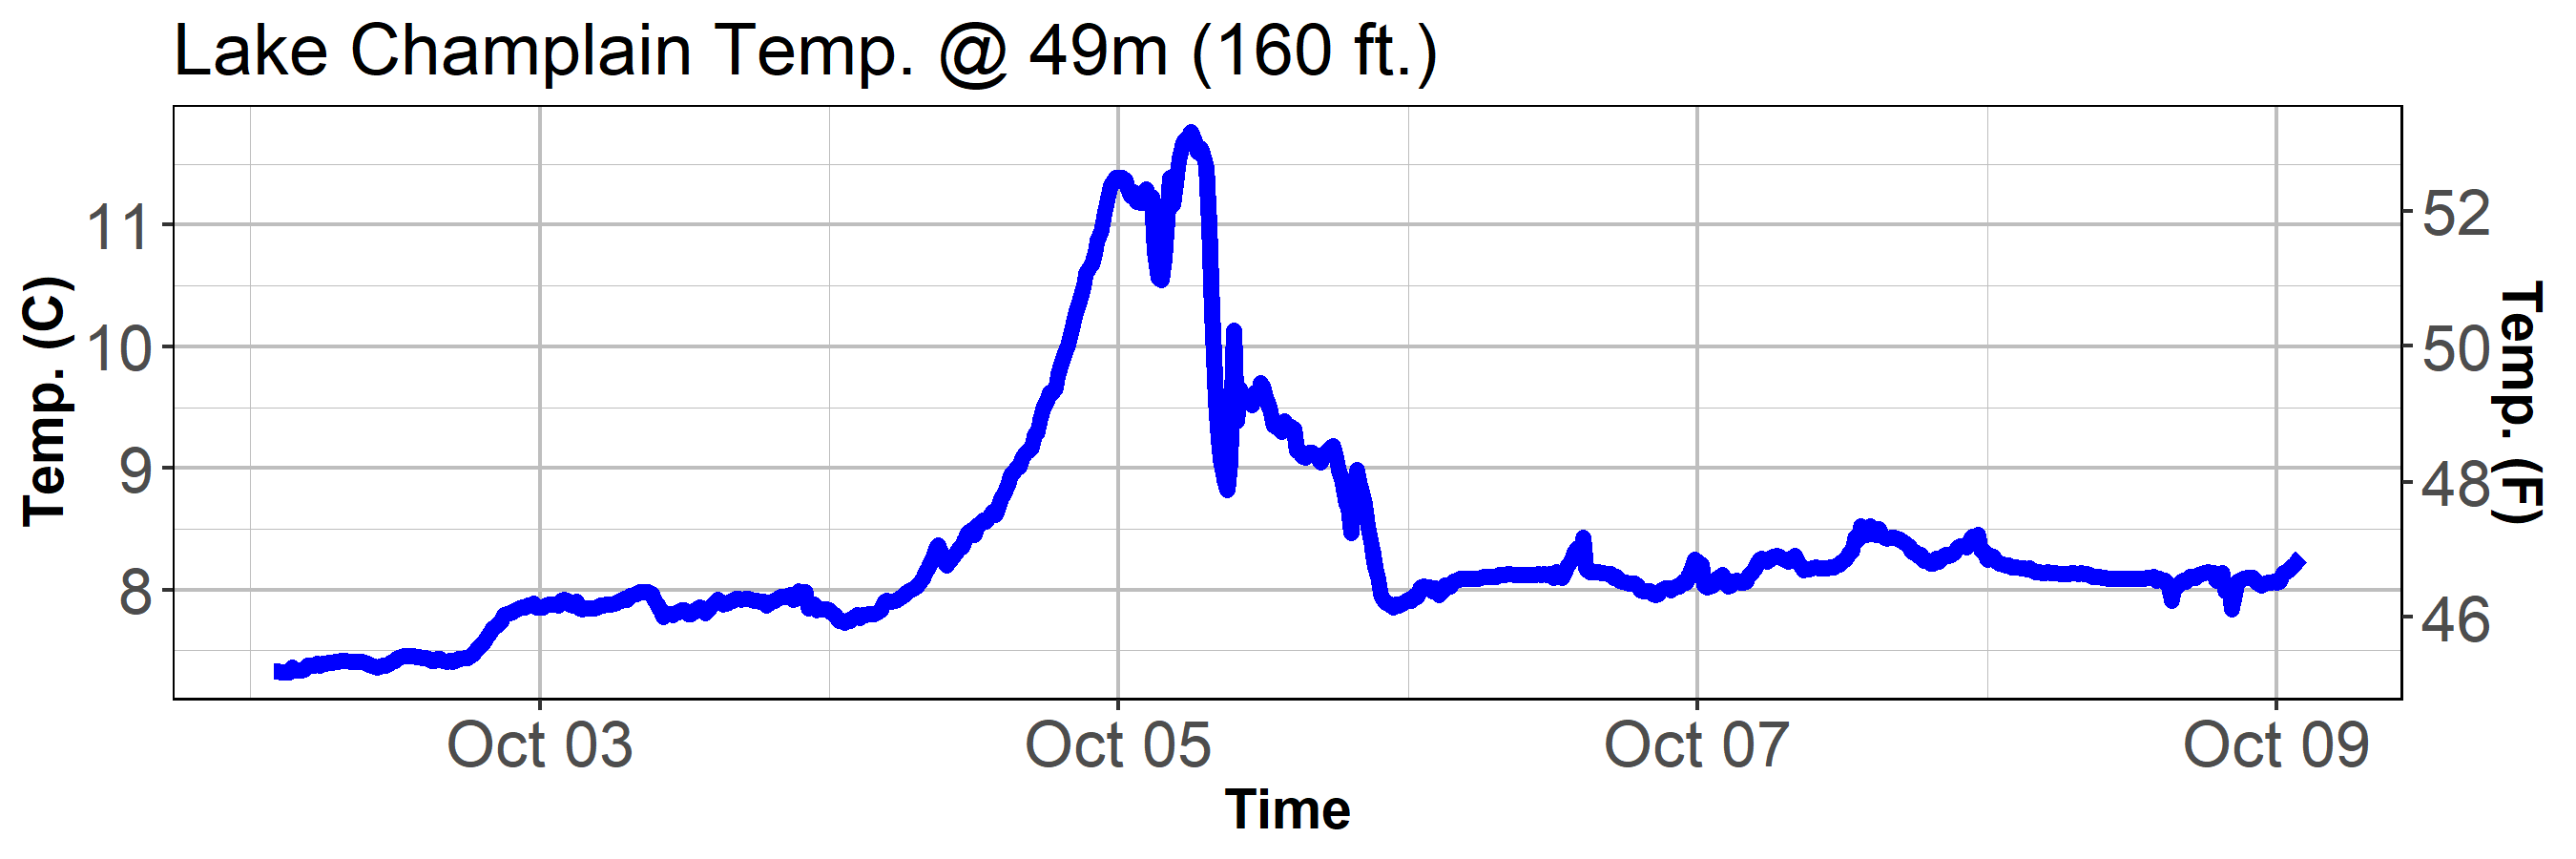 Lake Champlain Temp. @ 49m (160 ft.)
Temp. (C)
11
10
9
8
52
50
48
46
Temp. (F)
Oct 03 Oct 05 Oct 07 Oct 09
Time